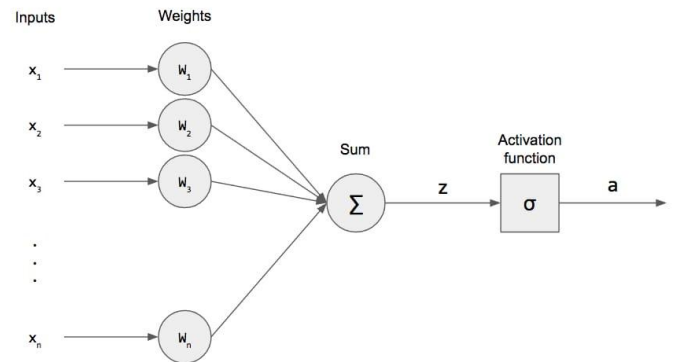 Inputs
Weights
x₁
W₁
x₂
W₂
x₃
W₃
.
.
.
xₙ
Wₙ
Sum
Σ
z
Activation
function
σ
a